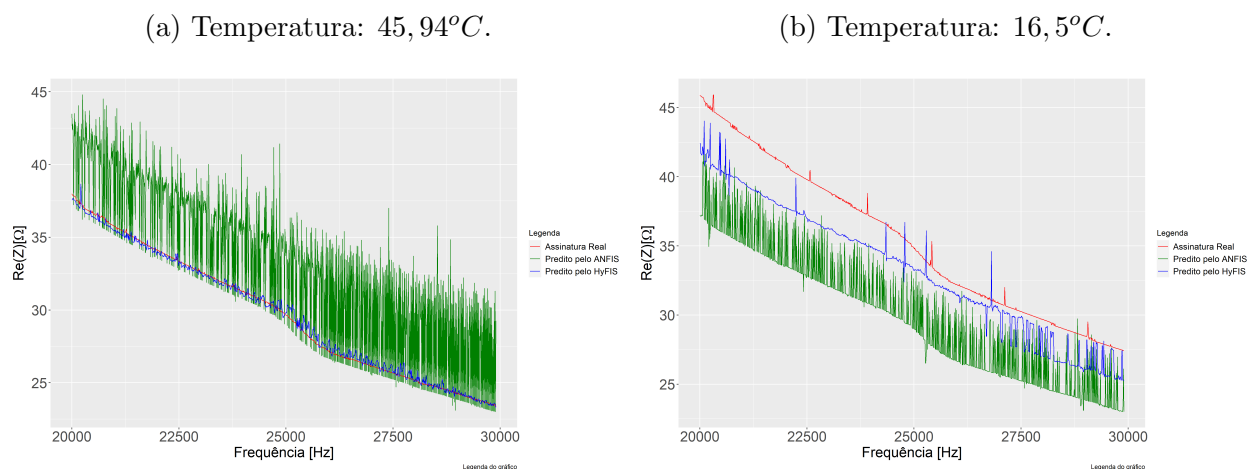 (a) Temperatura: 45,94°C.
(b) Temperatura: 16,5°C.
Re(Z)[Ω]
45
40
35
30
25
20000
22500
25000
27500
30000
Frequência [Hz]
Legenda
Assinatura Real
Predito pelo ANFIS
Predito pelo HyFIS
Legenda do gráfico
Re(Z)[Ω]
45
40
35
30
25
20000
22500
25000
27500
30000
Frequência [Hz]
Legenda
Assinatura Real
Predito pelo ANFIS
Predito pelo HyFIS
Legenda do gráfico